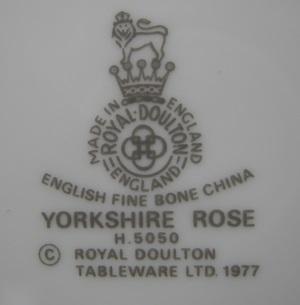 MADE IN ENGLAND
ROYAL·DOULTON
ENGLAND
ENGLISH FINE BONE CHINA
YORKSHIRE ROSE
H.5050
© ROYAL DOULTON
TABLEWARE LTD. 1977